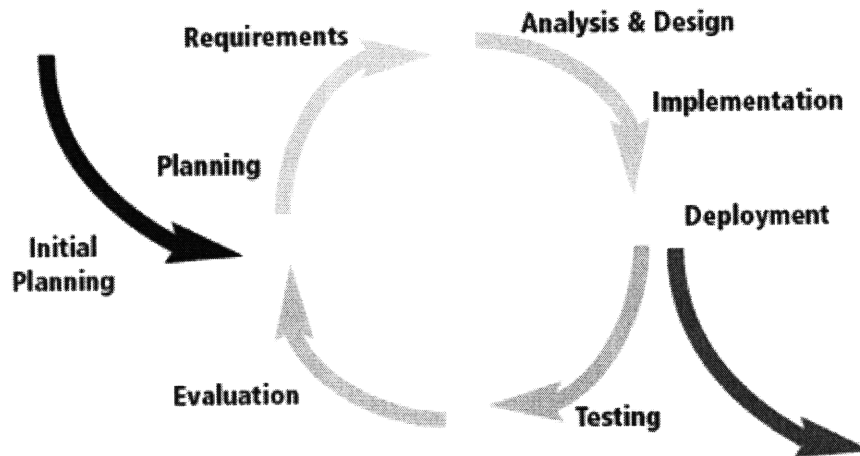 Requirements
Analysis & Design
Implementation
Planning
Deployment
Initial
Planning
Evaluation
Testing